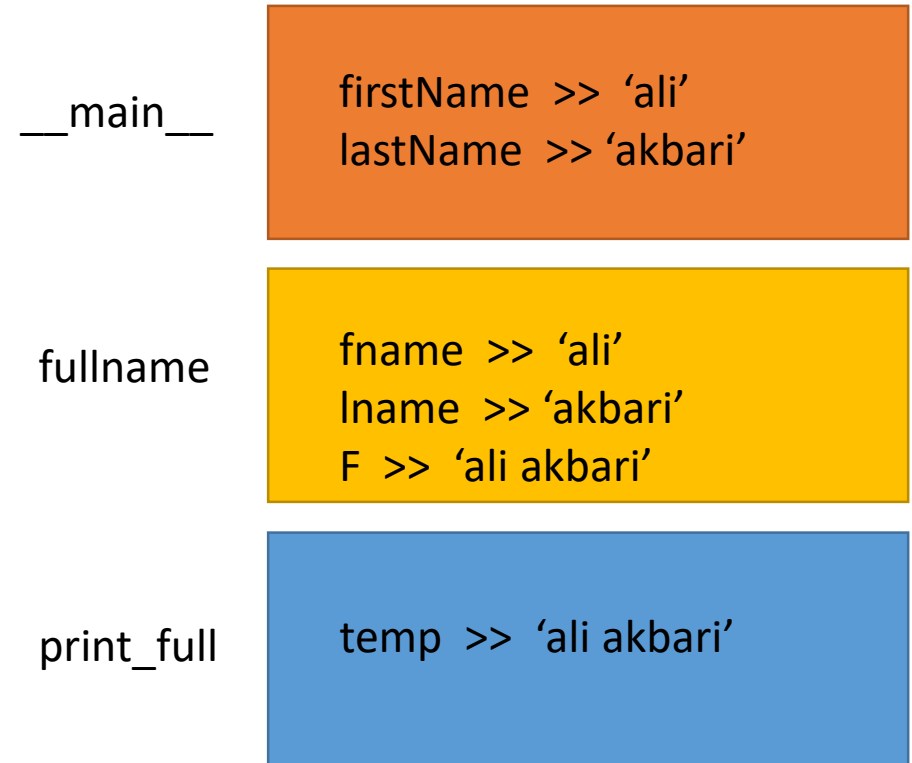 __main__
firstName >> ‘ali’
lastName >> ‘akbari’
fullname
fname >> ‘ali’
lname >> ‘akbari’
F >> ‘ali akbari’
print_full
temp >> ‘ali akbari’